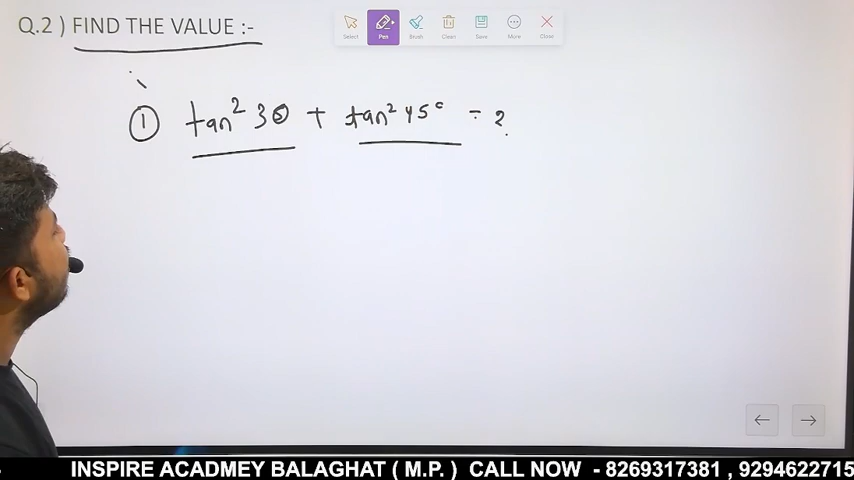 Q.2 ) FIND THE VALUE :-
Select Pen Brush Clean Save More Close
① tan² 30 + tan² 45° = ?
INSPIRE ACADMEY BALAGHAT ( M.P. ) CALL NOW - 8269317381 , 9294622715